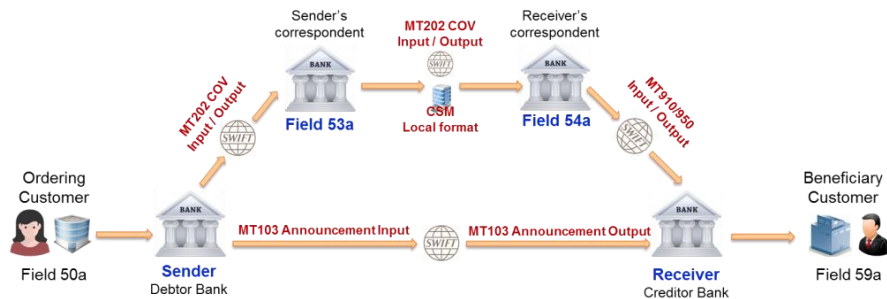 Sender's
correspondent
BANK
Field 53a
MT202 COV
Input / Output
SWIFT
CSM
Local format
Receiver's
correspondent
BANK
Field 54a
MT202 COV
Input / Output
SWIFT
MT910/950
Input / Output
SWIFT
Ordering
Customer
Field 50a
BANK
Sender
Debtor Bank
MT103 Announcement Input
SWIFT
MT103 Announcement Output
BANK
Receiver
Creditor Bank
Beneficiary
Customer
Field 59a